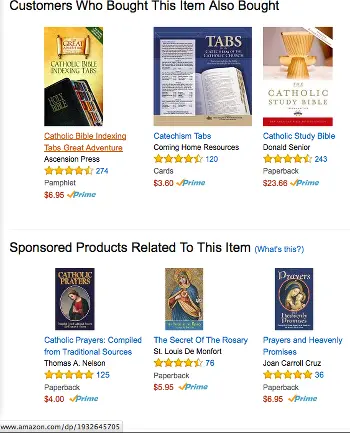 Customers Who Bought This Item Also Bought
CATHOLIC BIBLE
INDEXING TABS
TABS
CATECHISM OF THE
CATHOLIC CHURCH
THE
CATHOLIC
STUDY BIBLE
Catholic Bible Indexing
Tabs Great Adventure
Ascension Press
274
Pamphlet
$6.95 Prime
Catechism Tabs
Coming Home Resources
120
Cards
$3.60 Prime
Catholic Study Bible
Donald Senior
243
Paperback
$23.66 Prime
Sponsored Products Related To This Item (What's this?)
CATHOLIC
PRAYERS
Prayers
Heavenly
Promises
Catholic Prayers: Compiled
from Traditional Sources
Thomas A. Nelson
125
Paperback
$4.00 Prime
The Secret Of The Rosary
St. Louis De Monfort
76
Paperback
$5.95 Prime
Prayers and Heavenly
Promises
Joan Carroll Cruz
36
Paperback
$6.95 Prime
www.amazon.com/dp/1932645705